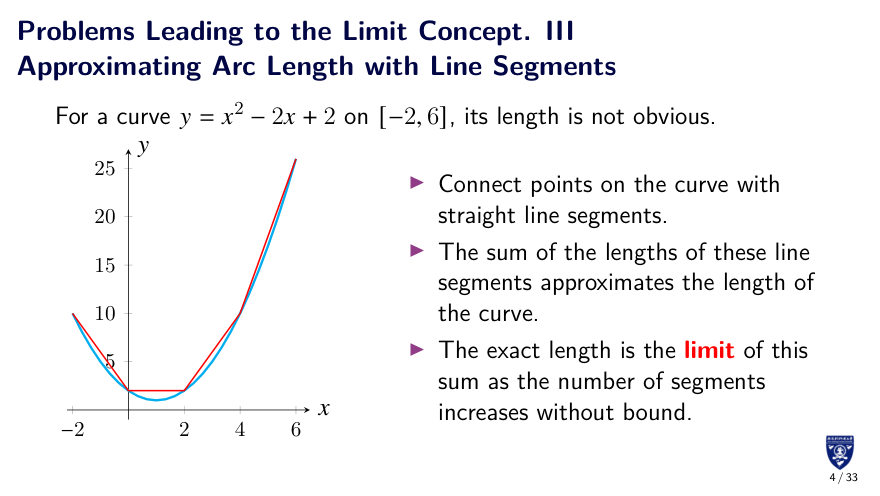 Problems Leading to the Limit Concept. III
Approximating Arc Length with Line Segments
For a curve y = x² − 2x + 2 on [−2, 6], its length is not obvious.
y
25
20
15
10
5
−2
2
4
6
x
▶ Connect points on the curve with
straight line segments.
▶ The sum of the lengths of these line
segments approximates the length of
the curve.
▶ The exact length is the limit of this
sum as the number of segments
increases without bound.
4 / 33